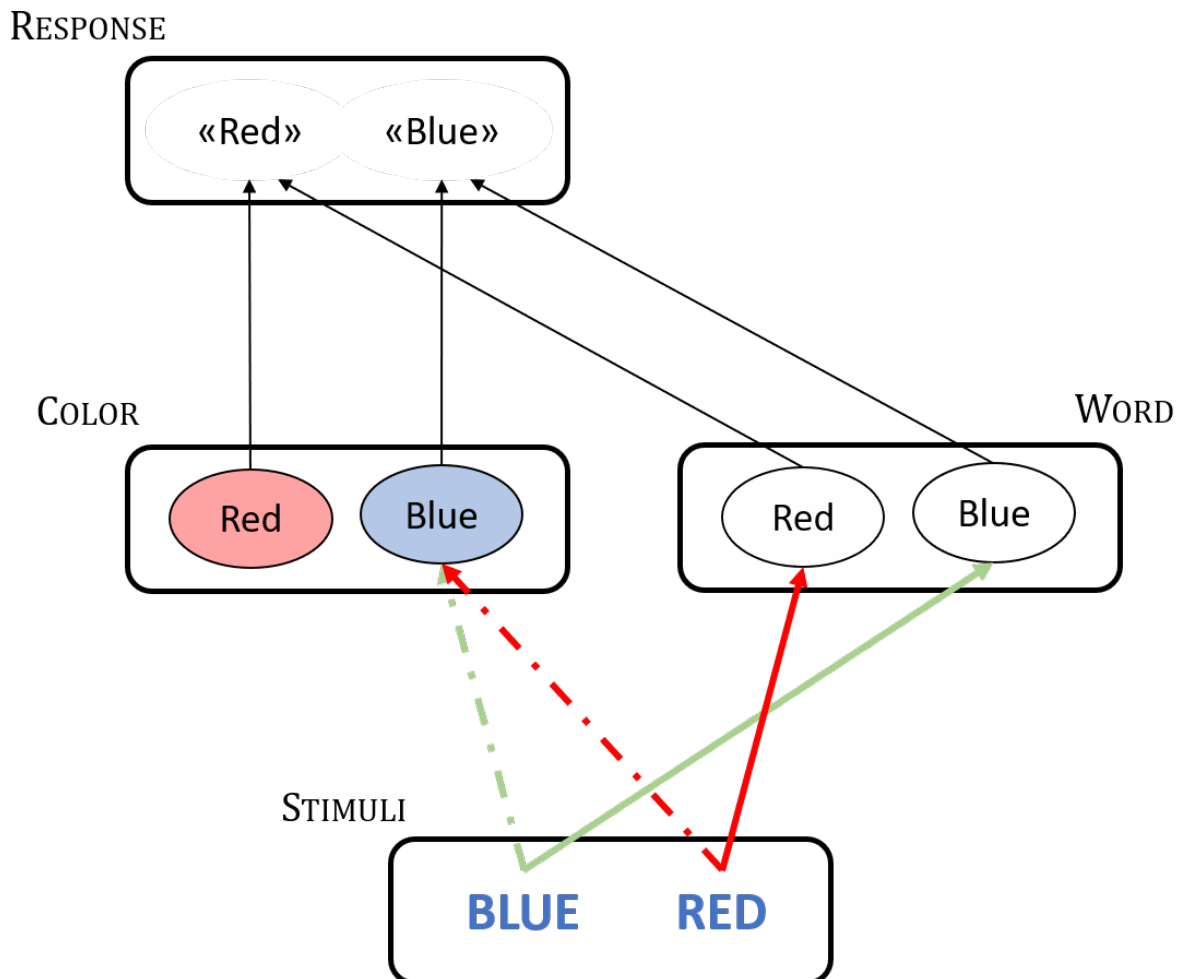 RESPONSE
«Red» «Blue»
COLOR
WORD
Red Blue
Red Blue
STIMULI
BLUE RED